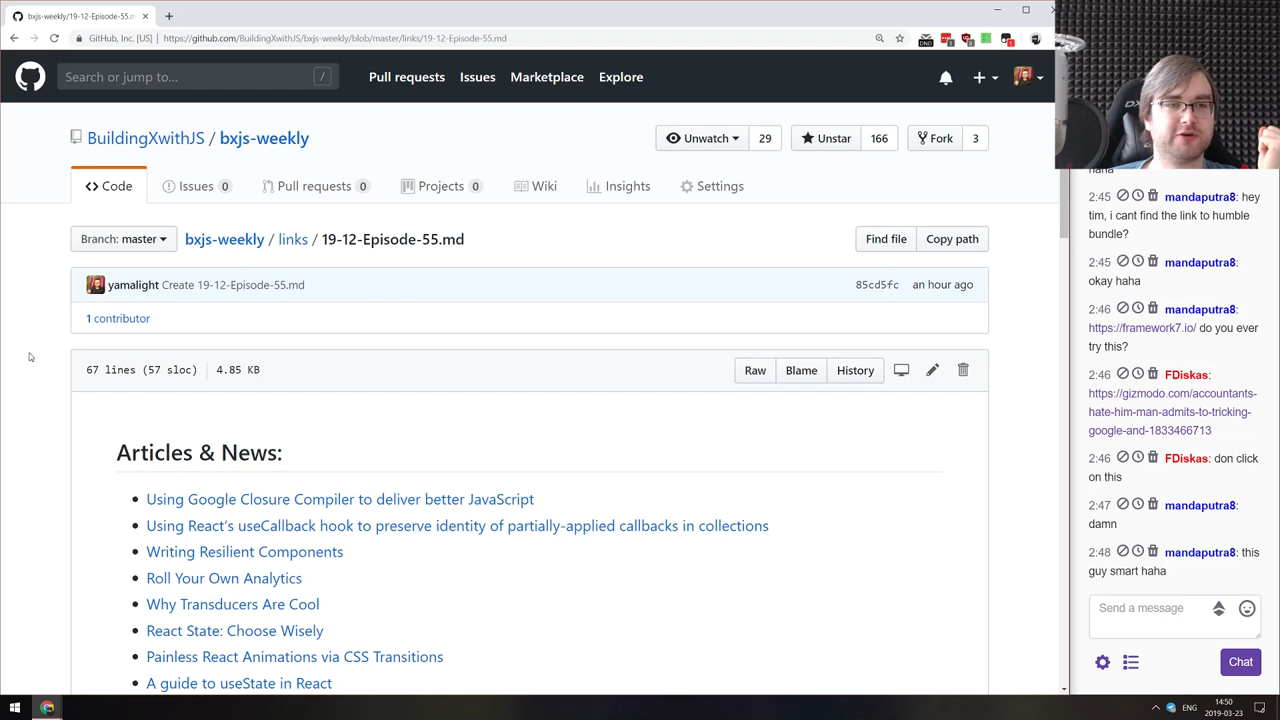 bxjs-weekly/19-12-Episode-55.m
GitHub, Inc. [US]
https://github.com/BuildingXwithJS/bxjs-weekly/blob/master/links/19-12-Episode-55.md
Search or jump to...
/
Pull requests
Issues
Marketplace
Explore
BuildingXwithJS / bxjs-weekly
Unwatch
29
Unstar
166
Fork
3
Code
Issues 0
Pull requests 0
Projects 0
Wiki
Insights
Settings
Branch: master
bxjs-weekly / links / 19-12-Episode-55.md
Find file
Copy path
yamalight Create 19-12-Episode-55.md
85cd5fc
an hour ago
1 contributor
67 lines (57 sloc)
4.85 KB
Raw
Blame
History
Articles & News:
Using Google Closure Compiler to deliver better JavaScript
Using React's useCallback hook to preserve identity of partially-applied callbacks in collections
Writing Resilient Components
Roll Your Own Analytics
Why Transducers Are Cool
React State: Choose Wisely
Painless React Animations via CSS Transitions
A guide to useState in React
haha
2:45 mandaputra8: hey
tim, i cant find the link to humble
bundle?
2:45 mandaputra8:
okay haha
2:46 mandaputra8:
https://framework7.io/ do you ever
try this?
2:46 FDiskas:
https://gizmodo.com/accountants-
hate-him-man-admits-to-tricking-
google-and-1833466713
2:46 FDiskas: don click
on this
2:47 mandaputra8:
damn
2:48 mandaputra8: this
guy smart haha
Send a message
Chat
ENG
14:50
2019-03-23